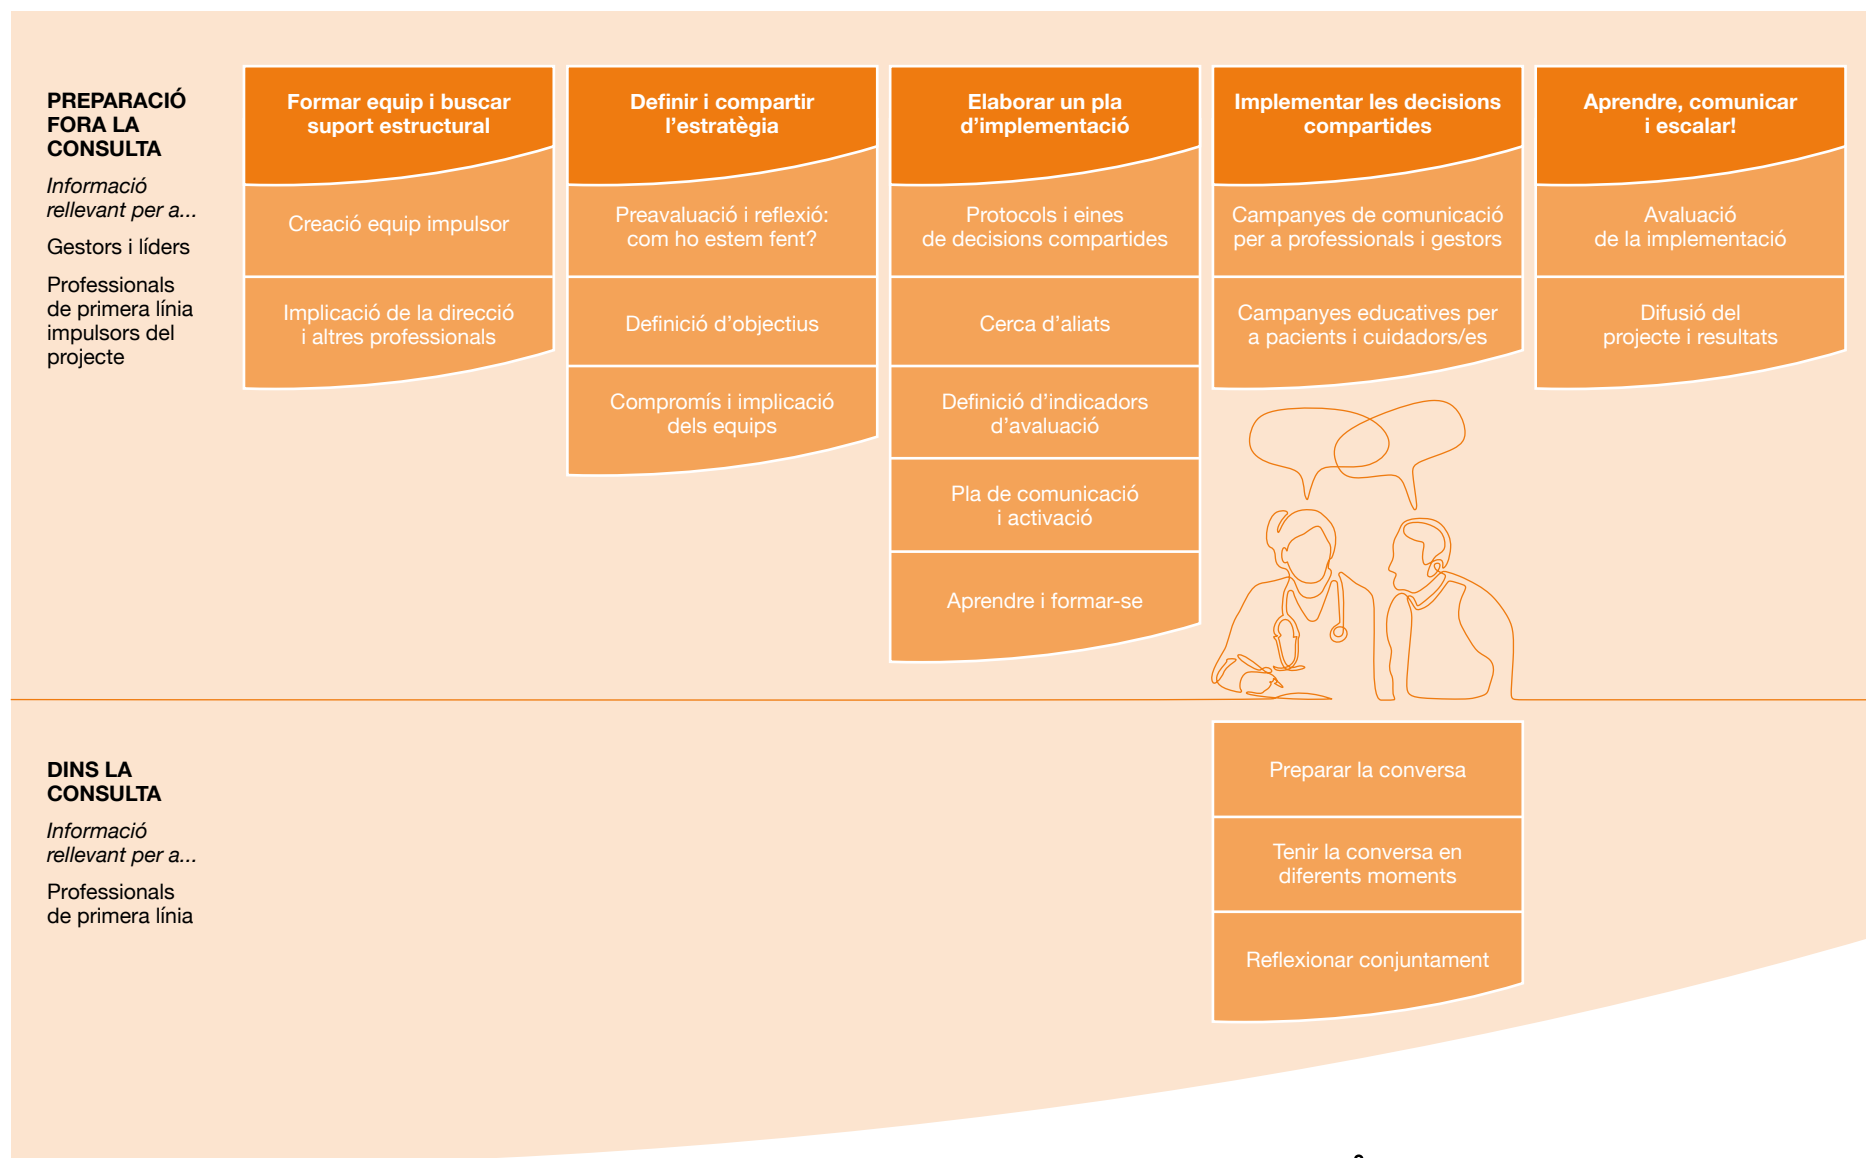 PREPARACIÓ
FORA LA
CONSULTA
Informació
rellevant per a...
Gestors i líders
Professionals
de primera línia
impulsors del
projecte
Formar equip i buscar
suport estructural
Creació equip impulsor
Implicació de la direcció
i altres professionals
Definir i compartir
l’estratègia
Preavaluació i reflexió:
com ho estem fent?
Definició d’objectius
Compromís i implicació
dels equips
Elaborar un pla
d’implementació
Protocols i eines
de decisions compartides
Cerca d’aliats
Definició d’indicadors
d’avaluació
Pla de comunicació
i activació
Aprendre i formar-se
Implementar les decisions
compartides
Campanyes de comunicació
per a professionals i gestors
Campanyes educatives per
a pacients i cuidadors/es
Aprendre, comunicar
i escalar!
Avaluació
de la implementació
Difusió del
projecte i resultats
DINS LA
CONSULTA
Informació
rellevant per a...
Professionals
de primera línia
Preparar la conversa
Tenir la conversa en
diferents moments
Reflexionar conjuntament